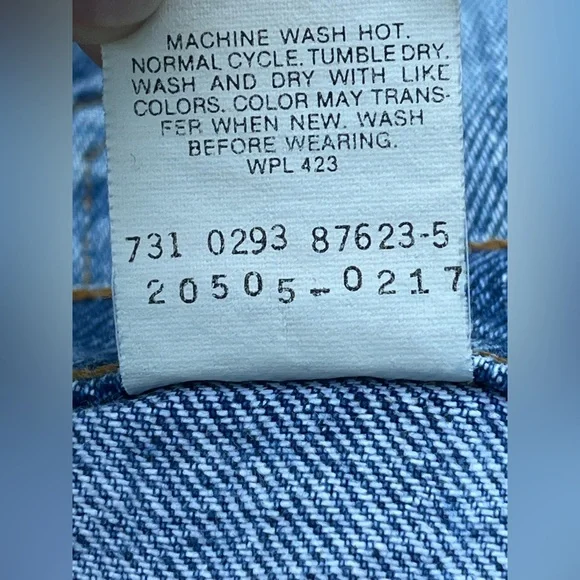 MACHINE WASH HOT.
NORMAL CYCLE. TUMBLE DRY.
WASH AND DRY WITH LIKE
COLORS. COLOR MAY TRANS-
FER WHEN NEW. WASH
BEFORE WEARING.
WPL 423
731 0293 87623-5
20505-0217